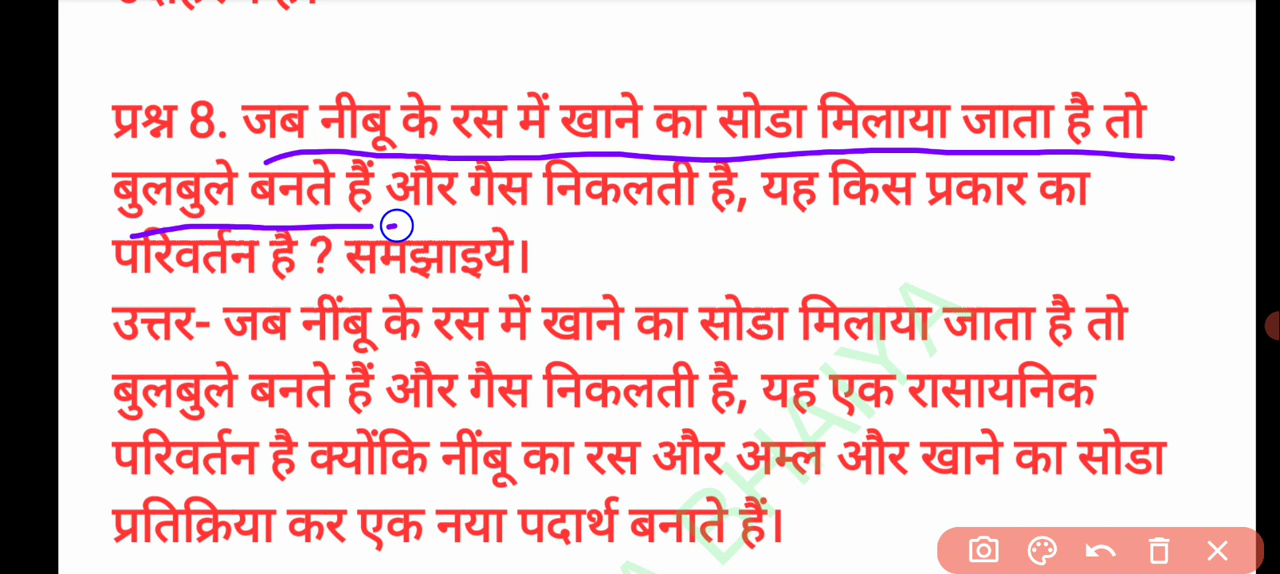 प्रश्न 8. जब नीबू के रस में खाने का सोडा मिलाया जाता है तो
बुलबुले बनते हैं और गैस निकलती है, यह किस प्रकार का
परिवर्तन है ? समझाइये।
उत्तर- जब नींबू के रस में खाने का सोडा मिलाया जाता है तो
बुलबुले बनते हैं और गैस निकलती है, यह एक रासायनिक
परिवर्तन है क्योंकि नींबू का रस और अम्ल और खाने का सोडा
प्रतिक्रिया कर एक नया पदार्थ बनाते हैं।
BHAIYA